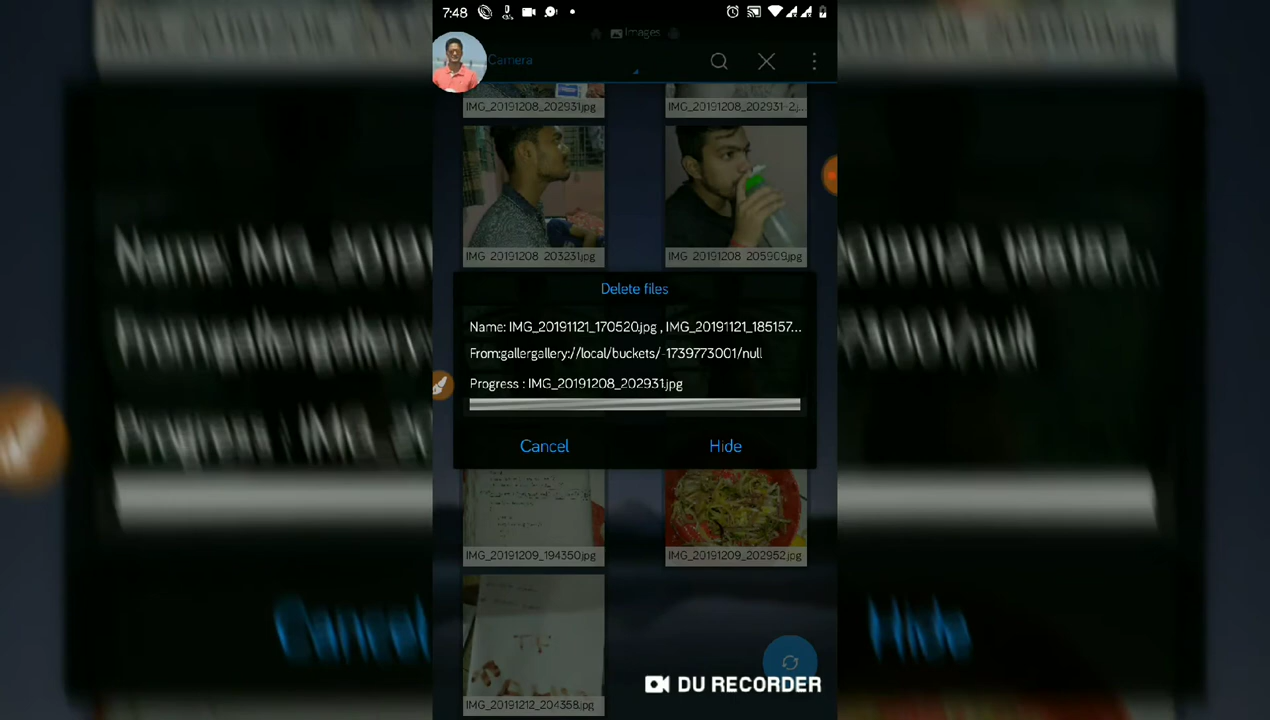 7:48
Images
Camera
IMG_20191208_202931.jpg
IMG_20191208_202931-2.j...
IMG_20191208_203231.jpg
IMG_20191208_205909.jpg
Delete files
Name: IMG_20191121_170520.jpg , IMG_20191121_185157...
From:gallergallery://local/buckets/-1739773001/null
Progress : IMG_20191208_202931.jpg
Cancel
Hide
IMG_20191209_194350.jpg
IMG_20191209_202952.jpg
IMG_20191212_204358.jpg
DU RECORDER